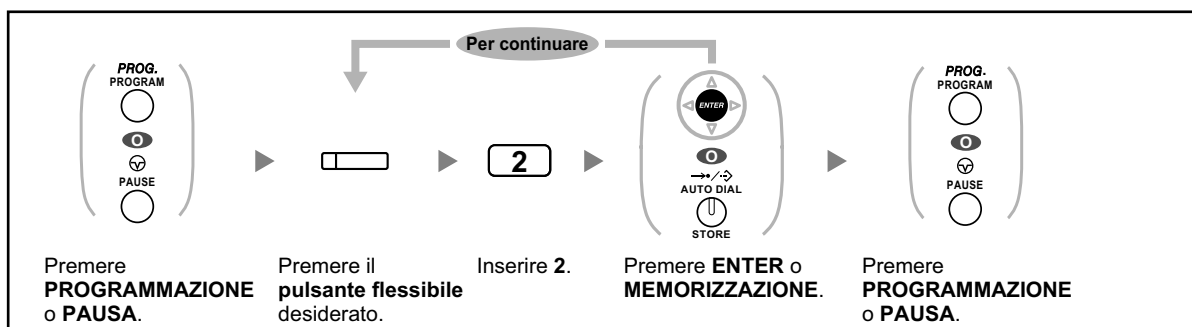 Per continuare
PROG.
PROGRAM
O
PAUSE
2
ENTER
O
AUTO DIAL
STORE
PROG.
PROGRAM
O
PAUSE
Premere
PROGRAMMAZIONE
o PAUSA.
Premere il
pulsante flessibile
desiderato.
Inserire 2.
Premere ENTER o
MEMORIZZAZIONE.
Premere
PROGRAMMAZIONE
o PAUSA.